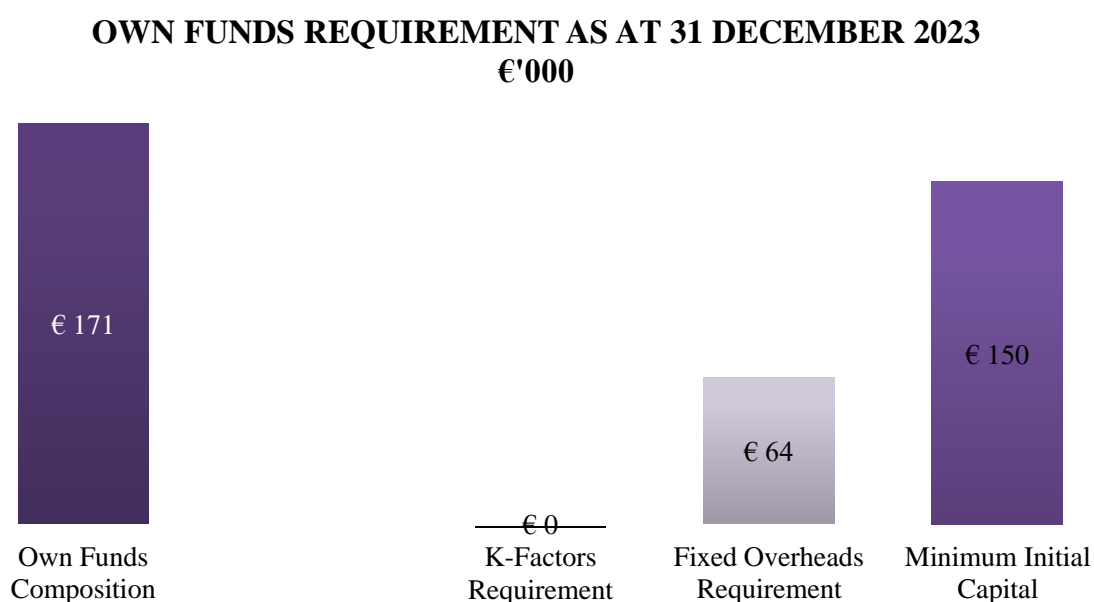 OWN FUNDS REQUIREMENT AS AT 31 DECEMBER 2023
€'000
€ 171
€ 0
€ 64
€ 150
Own Funds
Composition
K-Factors
Requirement
Fixed Overheads
Requirement
Minimum Initial
Capital